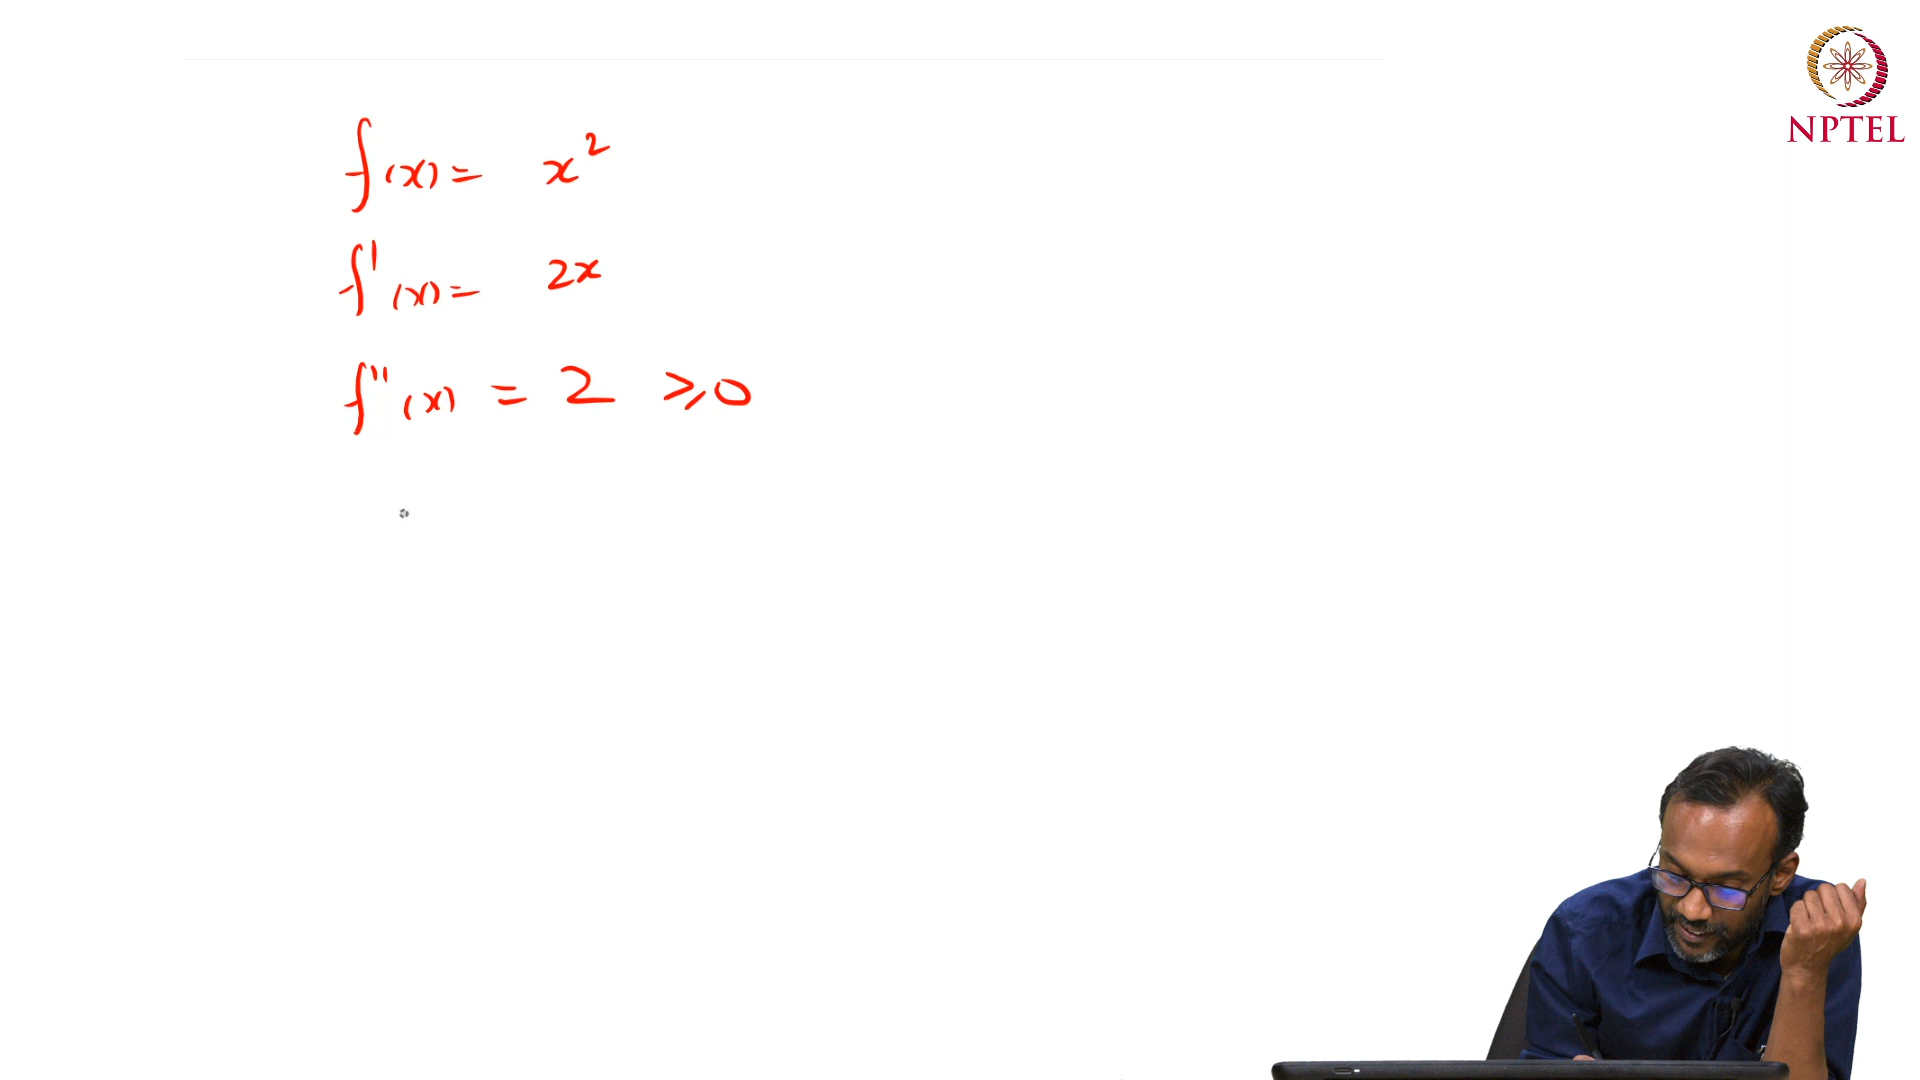 f(x) = x²
f'(x) = 2x
f''(x) = 2 ⩾ 0
NPTEL